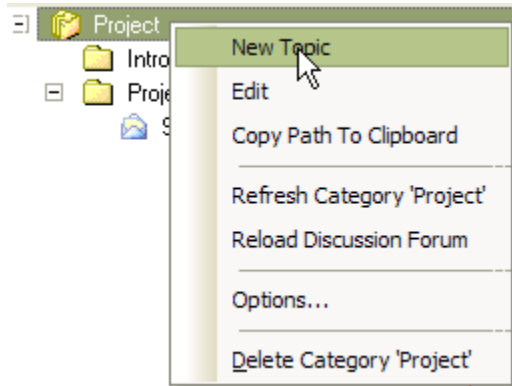 Project
New Topic
Intro
Edit
Proje
Copy Path To Clipboard
S
Refresh Category 'Project'
Reload Discussion Forum
Options...
Delete Category 'Project'